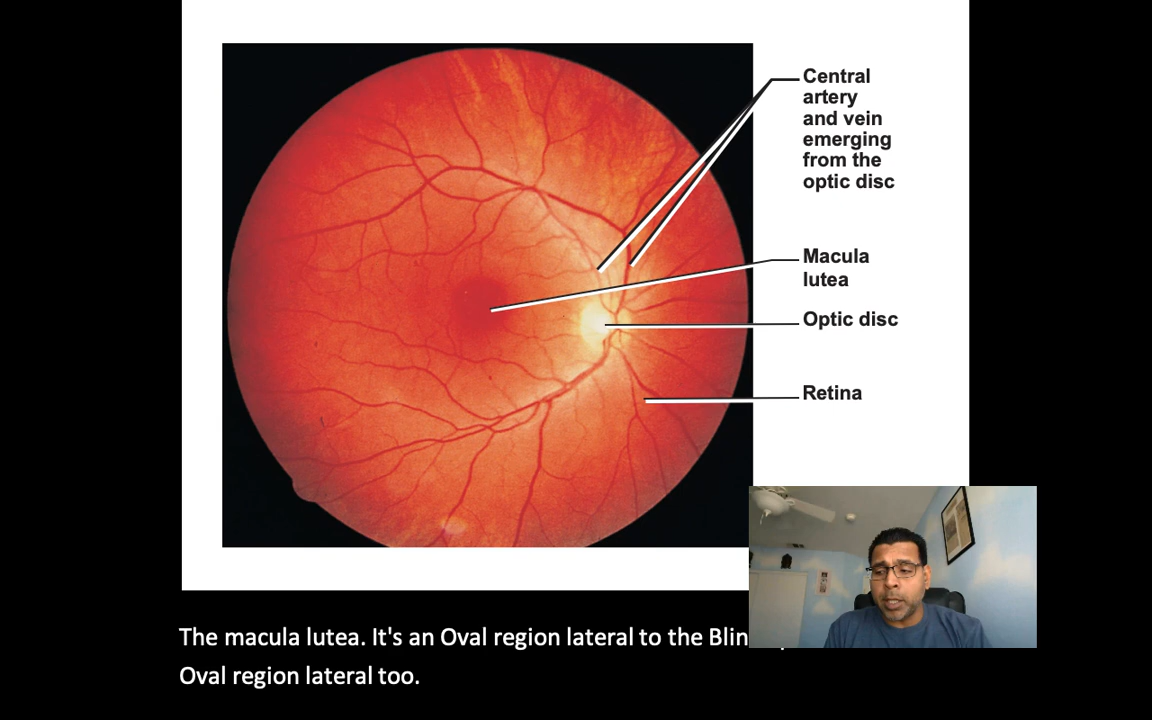 Central
artery
and vein
emerging
from the
optic disc
Macula
lutea
Optic disc
Retina
The macula lutea. It's an Oval region lateral to the
Oval region lateral too.